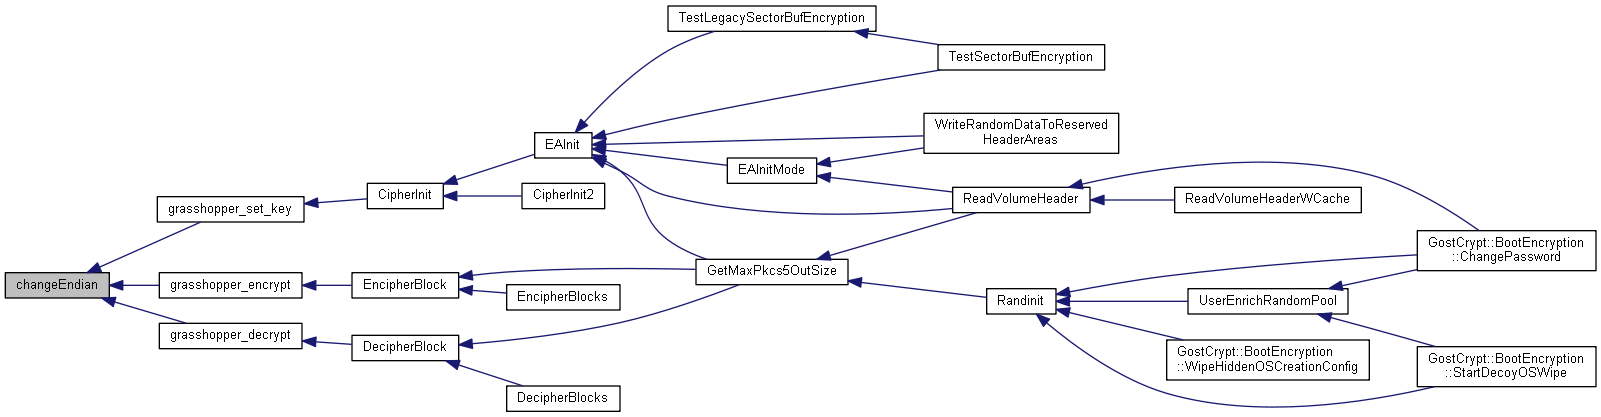 TestLegacySectorBufEncryption
TestSectorBufEncryption
WriteRandomDataToReserved
HeaderAreas
EAInit
EAInitMode
CipherInit
CipherInit2
ReadVolumeHeader
ReadVolumeHeaderWCache
grasshopper_set_key
GostCrypt::BootEncryption
::ChangePassword
GetMaxPkcs5OutSize
changeEndian
grasshopper_encrypt
EncipherBlock
EncipherBlocks
Randinit
UserEnrichRandomPool
grasshopper_decrypt
DecipherBlock
GostCrypt::BootEncryption
::WipeHiddenOSCreationConfig
GostCrypt::BootEncryption
::StartDecoyOSWipe
DecipherBlocks